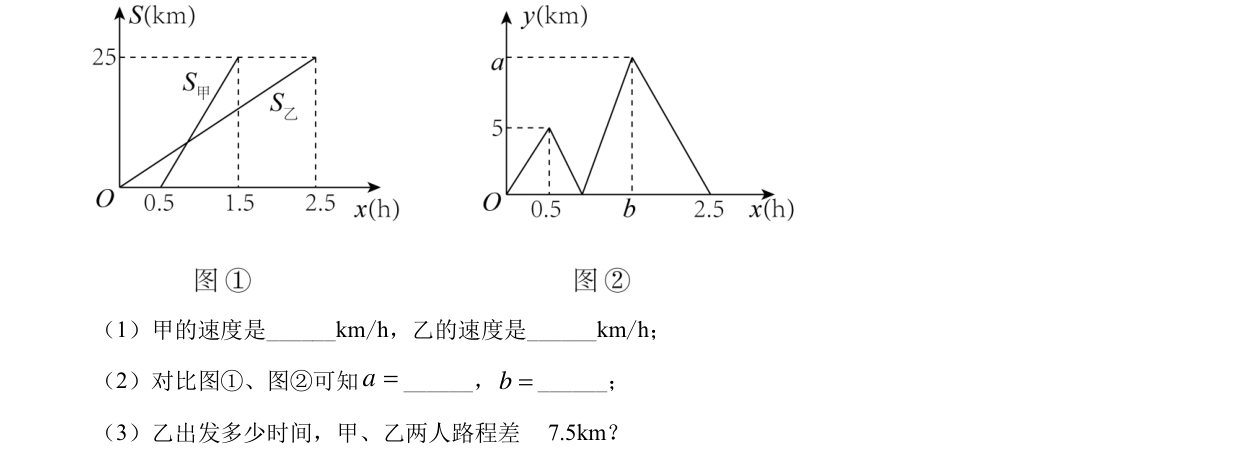 S(km)
25
S甲
S乙
O 0.5 1.5 2.5 x(h)
图①
y(km)
a
5
O 0.5 b 2.5 x(h)
图②
（1）甲的速度是______km/h，乙的速度是______km/h；
（2）对比图①、图②可知 a = ______，b = ______；
（3）乙出发多少时间，甲、乙两人路程差 7.5km？